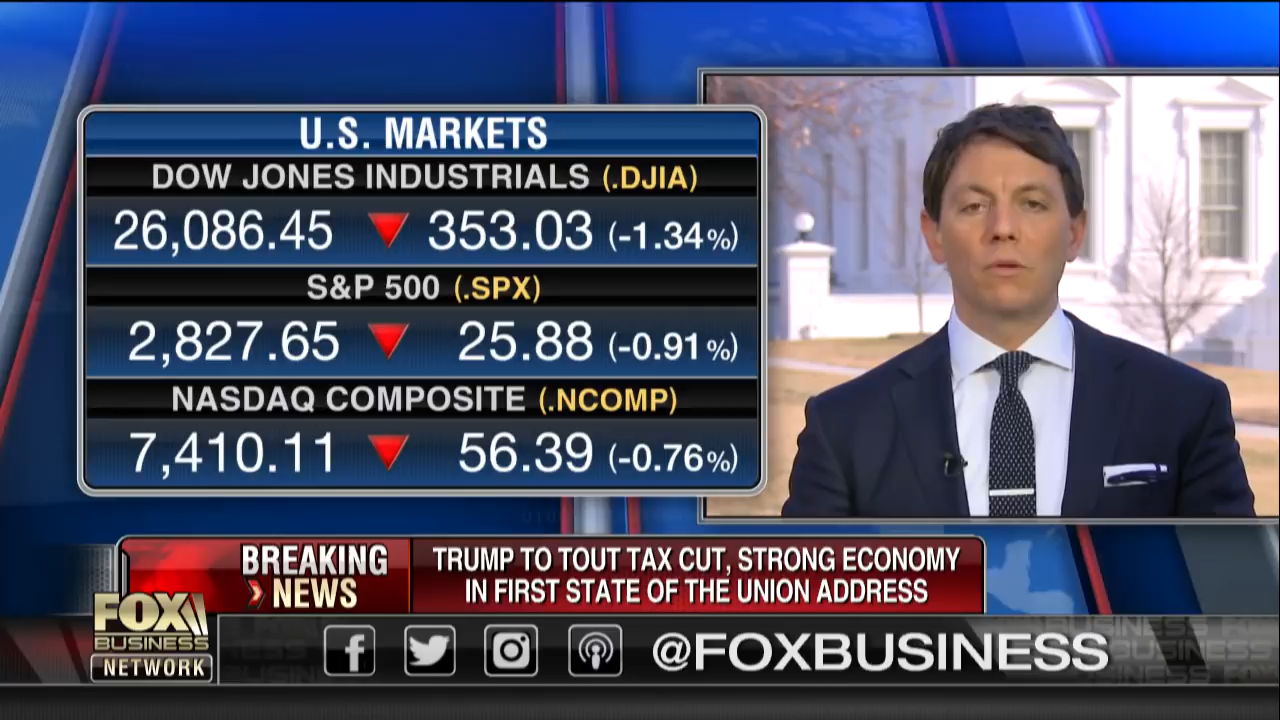 U.S. MARKETS
DOW JONES INDUSTRIALS (.DJIA)
26,086.45 ▼ 353.03 (-1.34%)
S&P 500 (.SPX)
2,827.65 ▼ 25.88 (-0.91%)
NASDAQ COMPOSITE (.NCOMP)
7,410.11 ▼ 56.39 (-0.76%)
BREAKING
NEWS
TRUMP TO TOUT TAX CUT, STRONG ECONOMY
IN FIRST STATE OF THE UNION ADDRESS
FOX
BUSINESS
NETWORK
@FOXBUSINESS